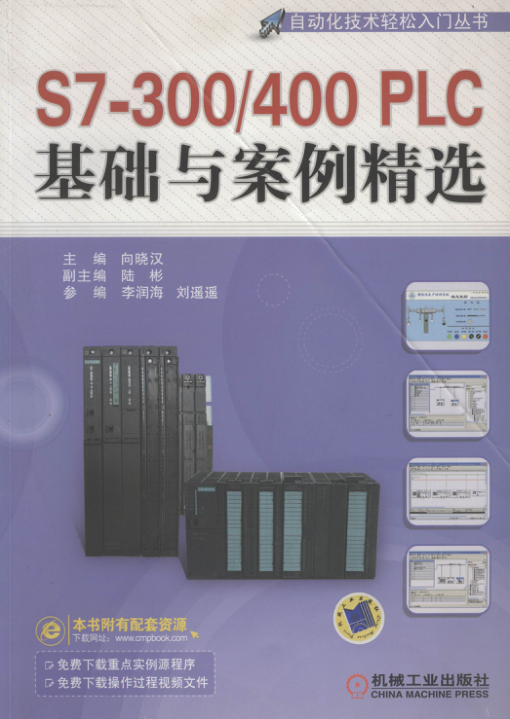 自动化技术轻松入门丛书
S7-300/400 PLC
基础与案例精选
主 编 向晓汉
副主编 陆 彬
参 编 李润海 刘遥遥
本书附有配套资源
下载网址：www.cmpbook.com
免费下载重点实例源程序
免费下载操作过程视频文件
机械工业出版社
CHINA MACHINE PRESS